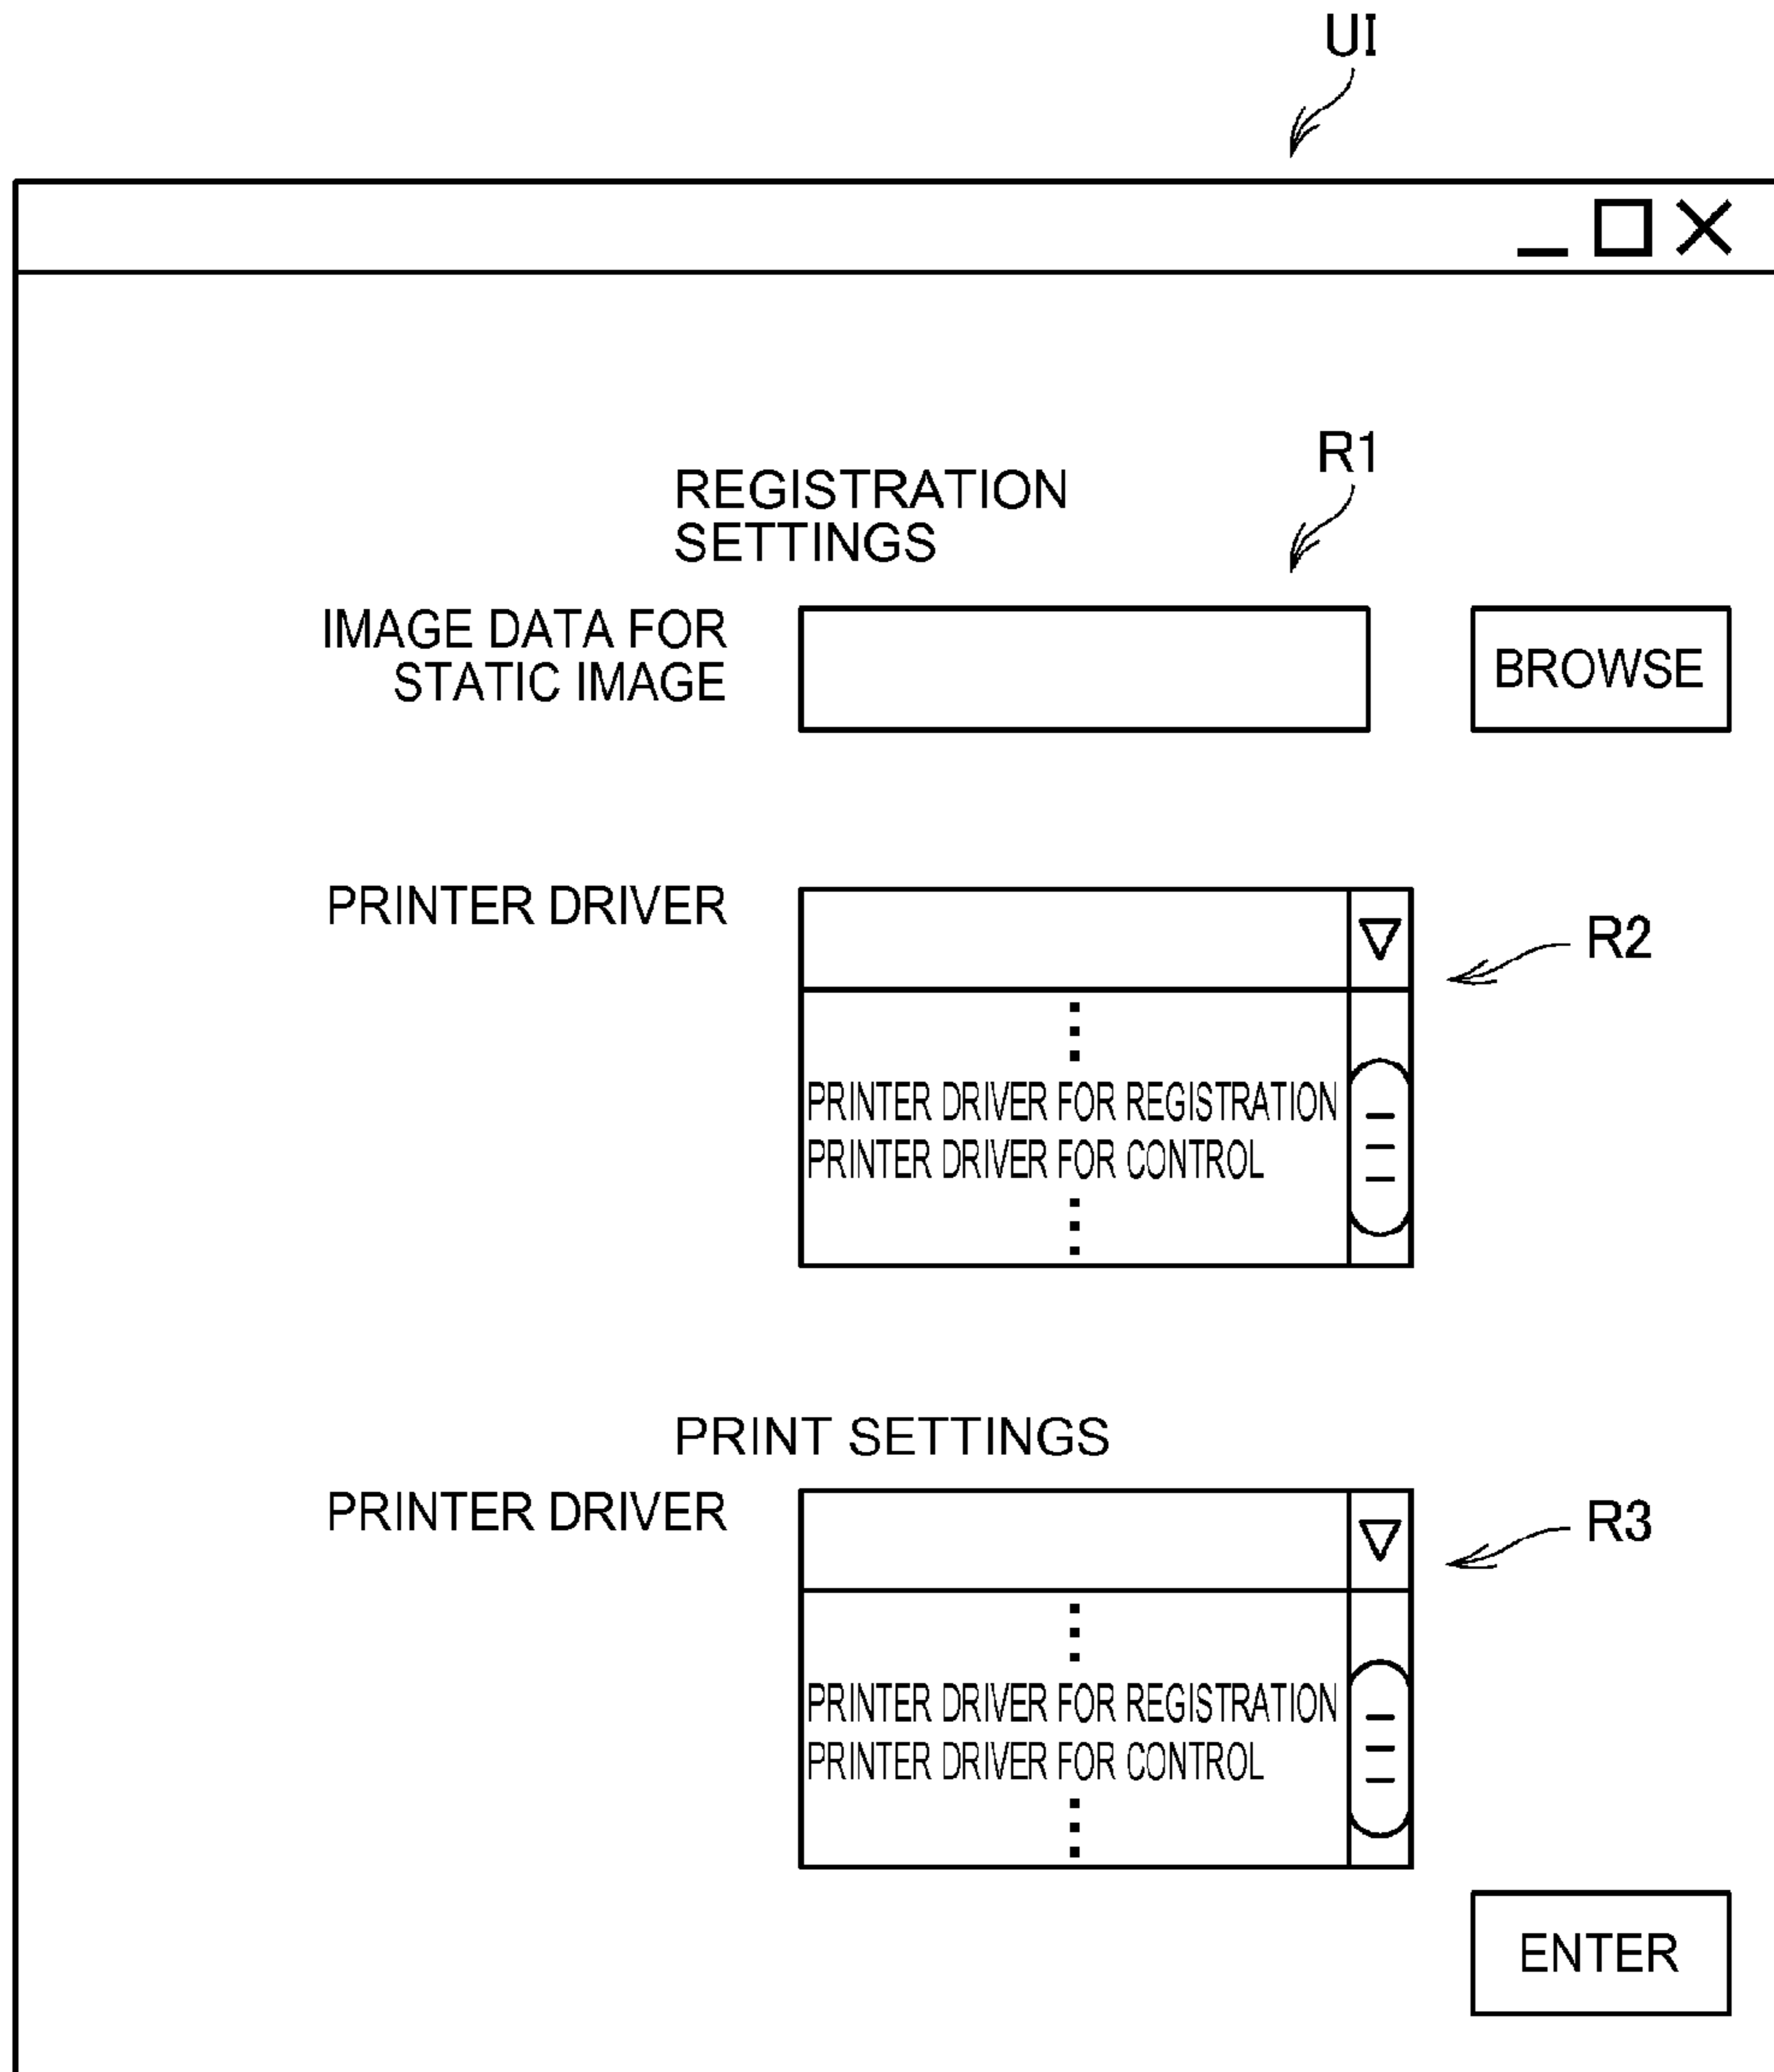 UI
R1
REGISTRATION
SETTINGS
IMAGE DATA FOR
STATIC IMAGE
BROWSE
PRINTER DRIVER
R2
PRINTER DRIVER FOR REGISTRATION
PRINTER DRIVER FOR CONTROL
PRINT SETTINGS
PRINTER DRIVER
R3
PRINTER DRIVER FOR REGISTRATION
PRINTER DRIVER FOR CONTROL
ENTER